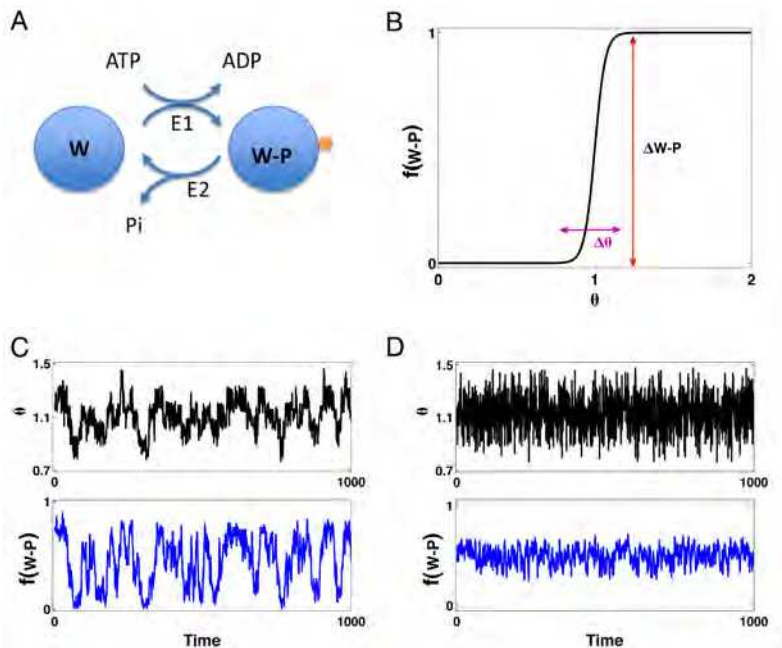 A
ATP ADP
E1
W W-P
E2
Pi
B
1
f(W-P)
ΔW-P
Δθ
0
0 1 2
θ
C
1.5
θ
1.1
0.7
0 1000
1
f(W-P)
0
0 1000
Time
D
1.5
θ
1.1
0.7
0 1000
1
f(W-P)
0
0 1000
Time